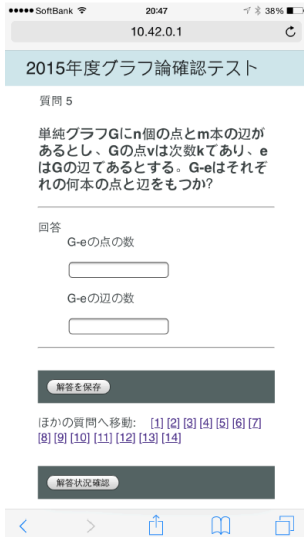 SoftBank 20:47 38%
10.42.0.1
2015年度グラフ論確認テスト
質問 5
単純グラフGにn個の点とm本の辺が
あるとし、Gの点vは次数kであり、e
はGの辺であるとする。G-eはそれぞ
れの何本の点と辺をもつか?
回答
G-eの点の数
G-eの辺の数
解答を保存
ほかの質問へ移動: [1] [2] [3] [4] [5] [6] [7]
[8] [9] [10] [11] [12] [13] [14]
解答状況確認